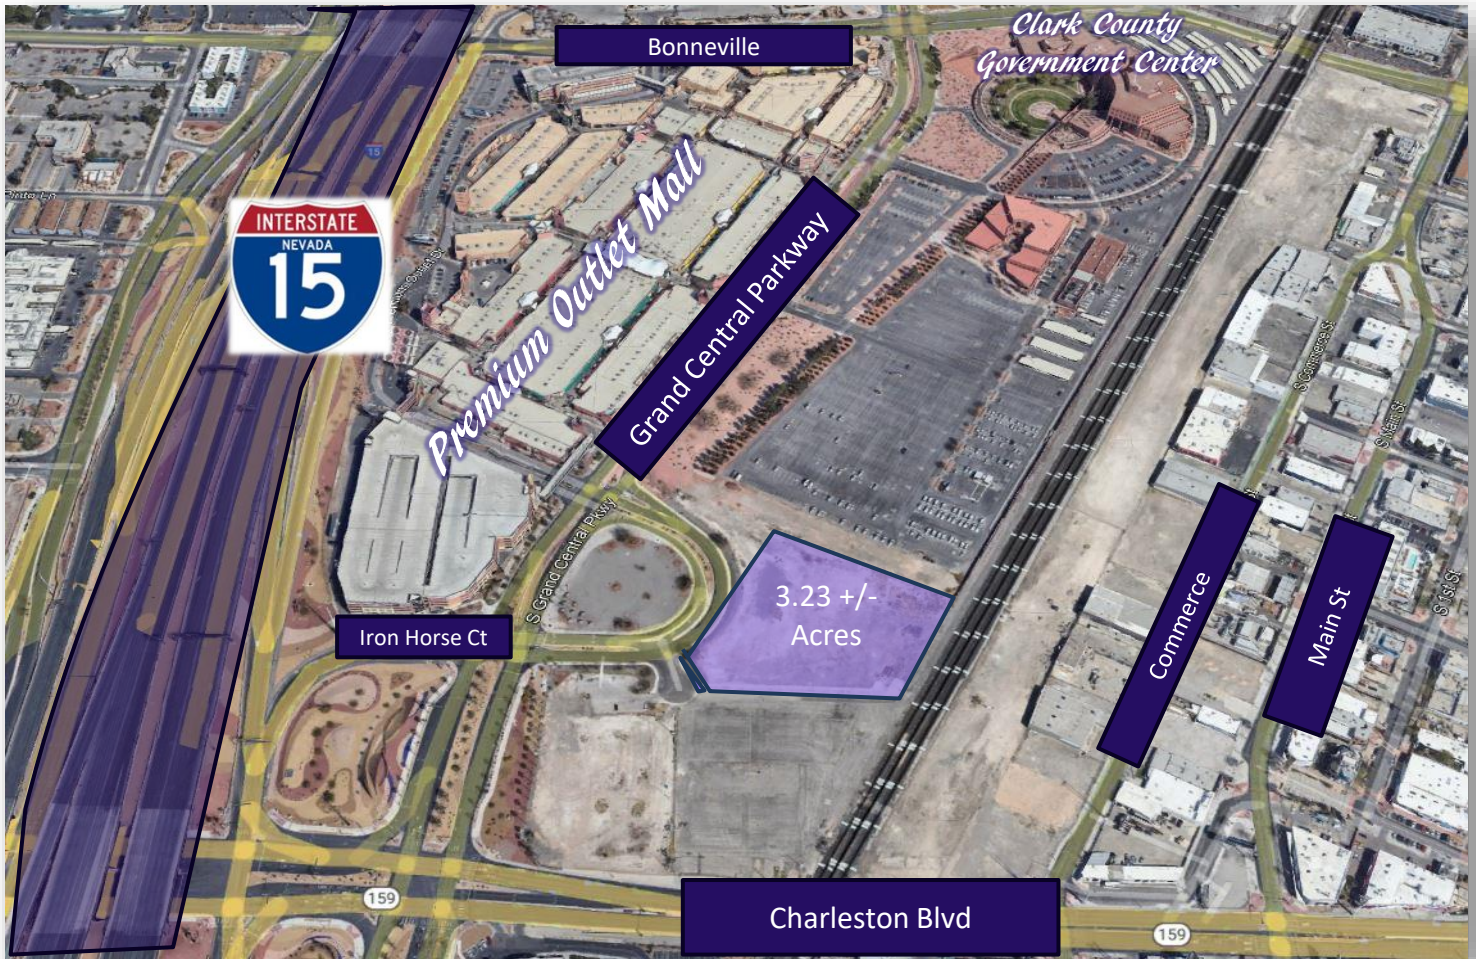 Bonneville
Clark County
Government Center
15
INTERSTATE
NEVADA
15
Premium Outlet Mall
Grand Central Parkway
S Commerce St
S Main St
S Grand Central Pkwy
3.23 +/-
Acres
Iron Horse Ct
Commerce
Main St
S 1st St
159
Charleston Blvd
159